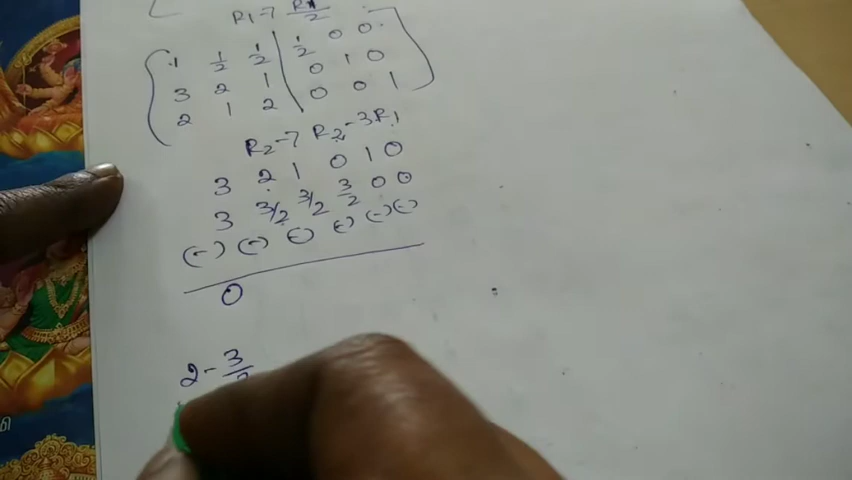 R1→ R1/2
1 1/2 1/2 | 1/2 0 0
3 2 1 | 0 1 0
2 1 2 | 0 0 1
R2→ R2-3R1
3 2 1 0 1 0
3 3/2 3/2 3/2 0 0
(-) (-) (-) (-) (-) (-)
0
2 - 3/2